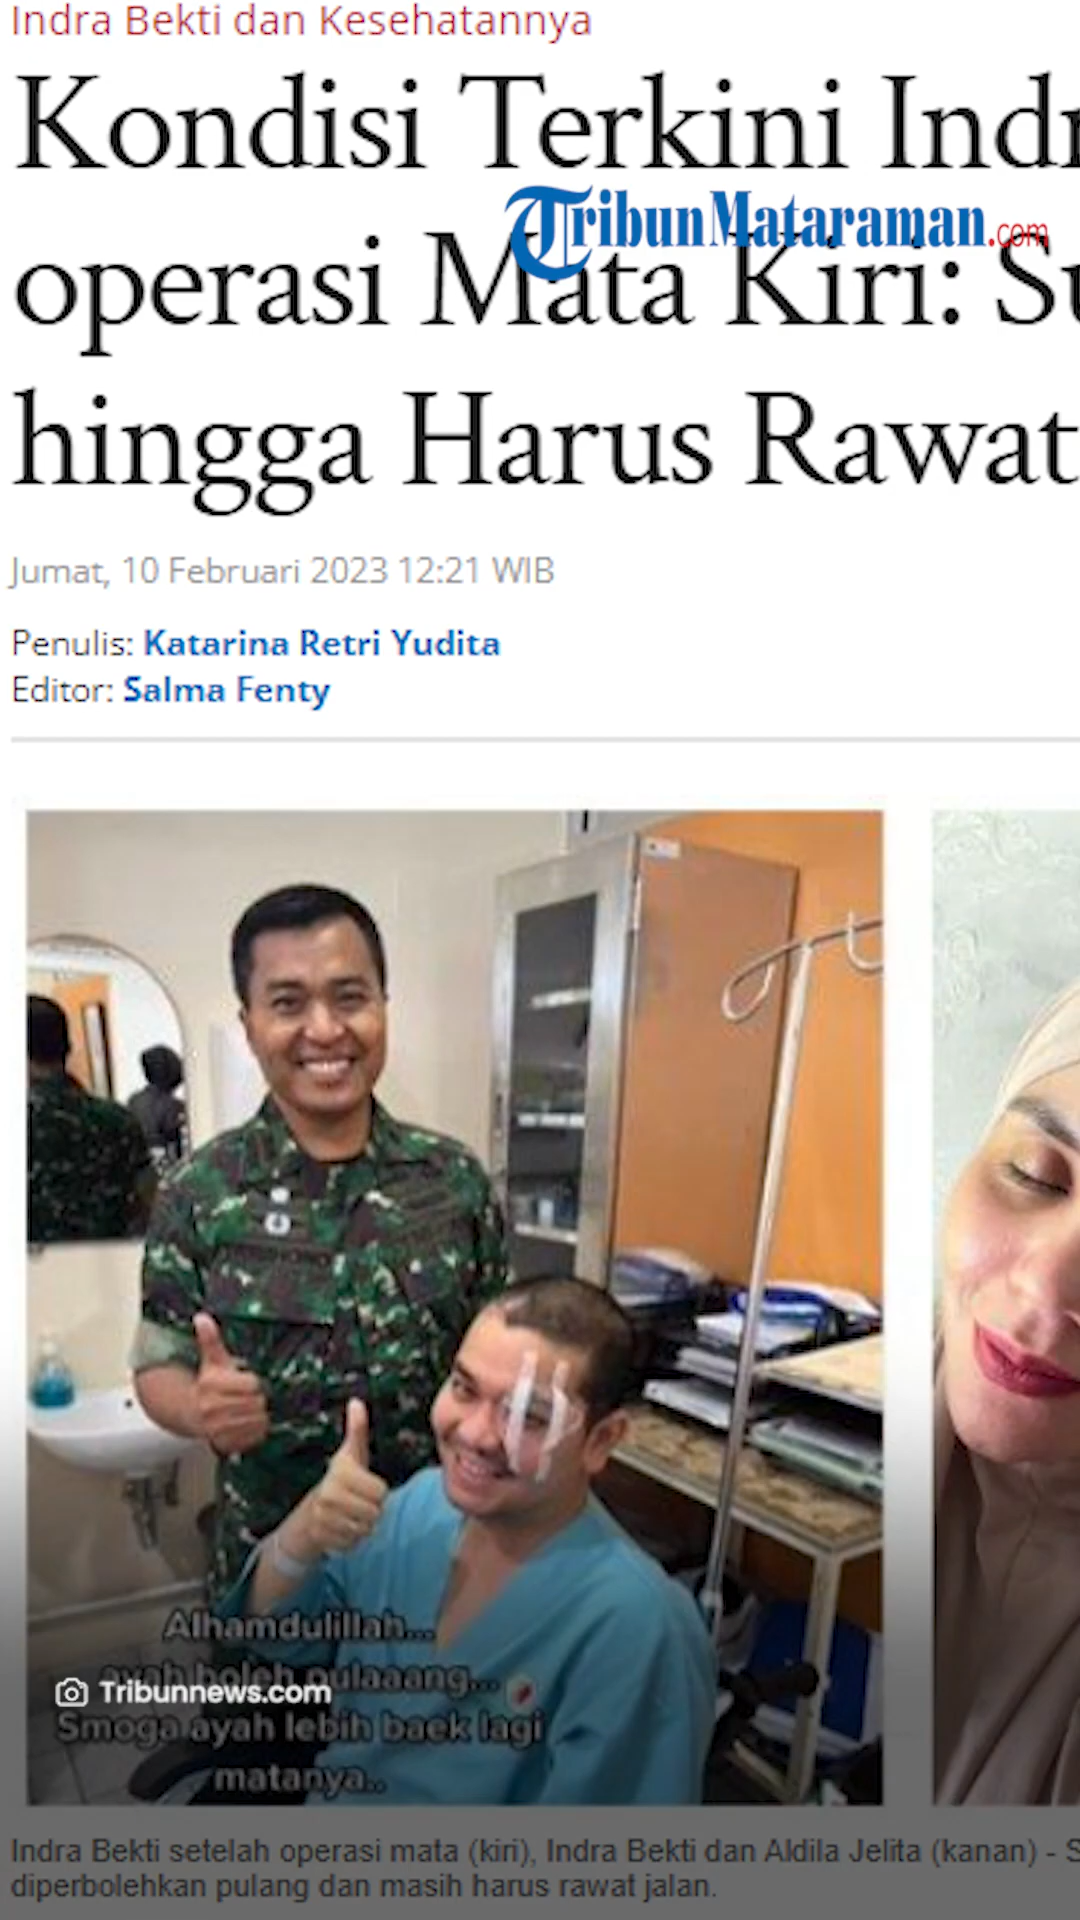 Indra Bekti dan Kesehatannya
Kondisi Terkini Indr
TribunMataraman.com
operasi Mata Kiri: Su
hingga Harus Rawat
Jumat, 10 Februari 2023 12:21 WIB
Penulis: Katarina Retri Yudita
Editor: Salma Fenty
Alhamdulillah...
ayah boleh pulaaang...
Tribunnews.com
Smoga ayah lebih baek lagi
matanya..
Indra Bekti setelah operasi mata (kiri), Indra Bekti dan Aldila Jelita (kanan) - S
diperbolehkan pulang dan masih harus rawat jalan.